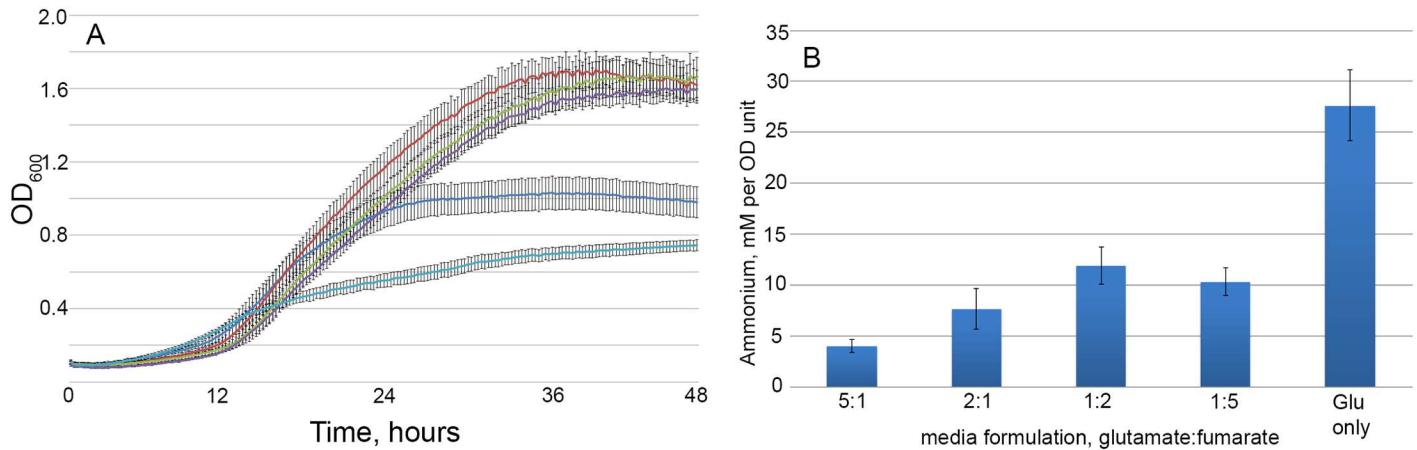 A
2.0
1.6
1.2
0.8
0.4
OD600
0 12 24 36 48
Time, hours
B
35
30
25
20
15
10
5
0
Ammonium, mM per OD unit
5:1 2:1 1:2 1:5 Glu only
media formulation, glutamate:fumarate